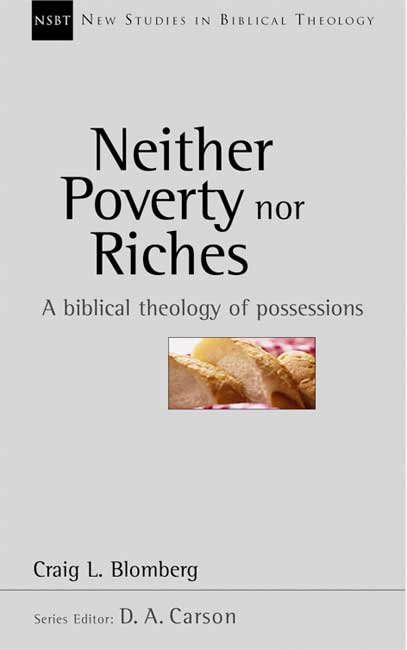 NSBT NEW STUDIES IN BIBLICAL THEOLOGY
Neither
Poverty nor
Riches
A biblical theology of possessions
Craig L. Blomberg
Series Editor: D. A. Carson